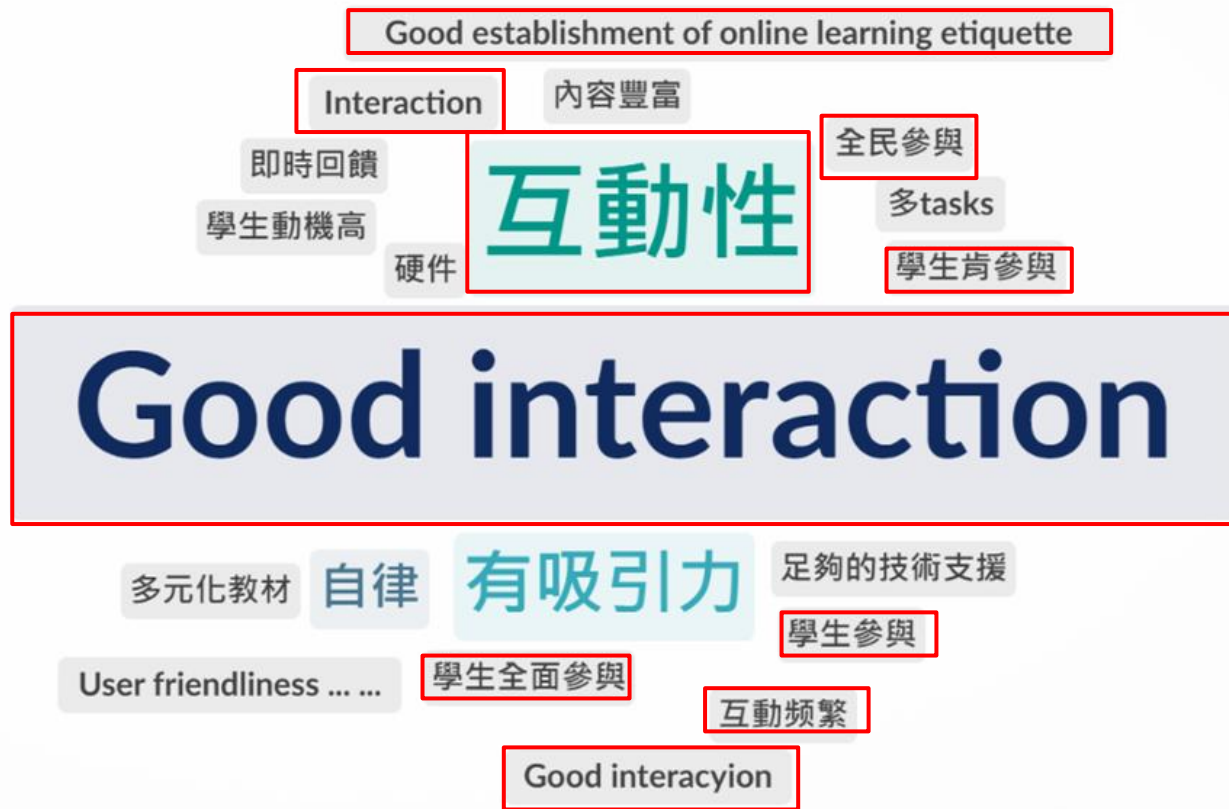 Good establishment of online learning etiquette
Interaction
內容豐富
全民參與
即時回饋
互動性
多tasks
學生動機高
硬件
學生肯參與
Good interaction
多元化教材
自律
有吸引力
足夠的技術支援
學生參與
User friendliness ... ...
學生全面參與
互動频繁
Good interacyion